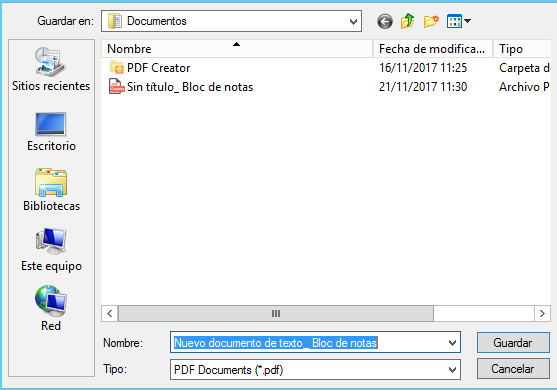 Guardar en: Documentos
Nombre Fecha de modifica... Tipo
PDF Creator 16/11/2017 11:25 Carpeta d
Sin título_ Bloc de notas 21/11/2017 11:30 Archivo P
Sitios recientes
Escritorio
Bibliotecas
Este equipo
Red
Nombre: Nuevo documento de texto_ Bloc de notas Guardar
Tipo: PDF Documents (*.pdf) Cancelar